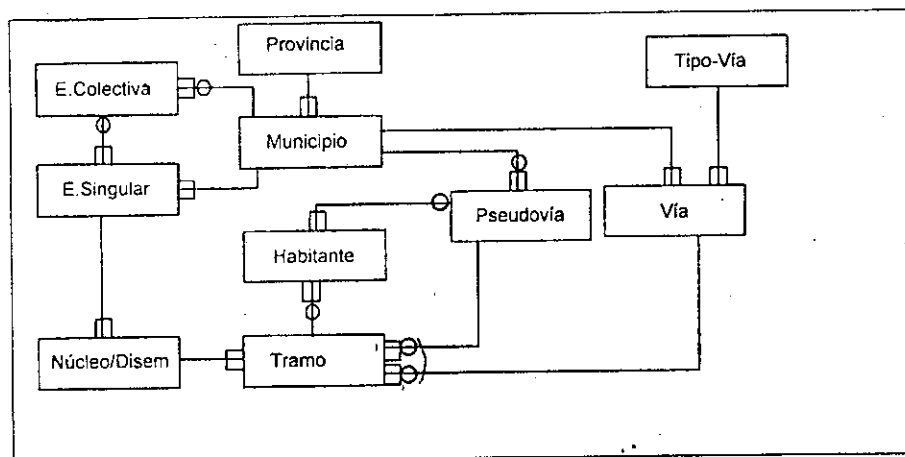 Provincia
Tipo-Vía
E.Colectiva
Municipio
E.Singular
Pseudovía
Vía
Habitante
Núcleo/Disem
Tramo